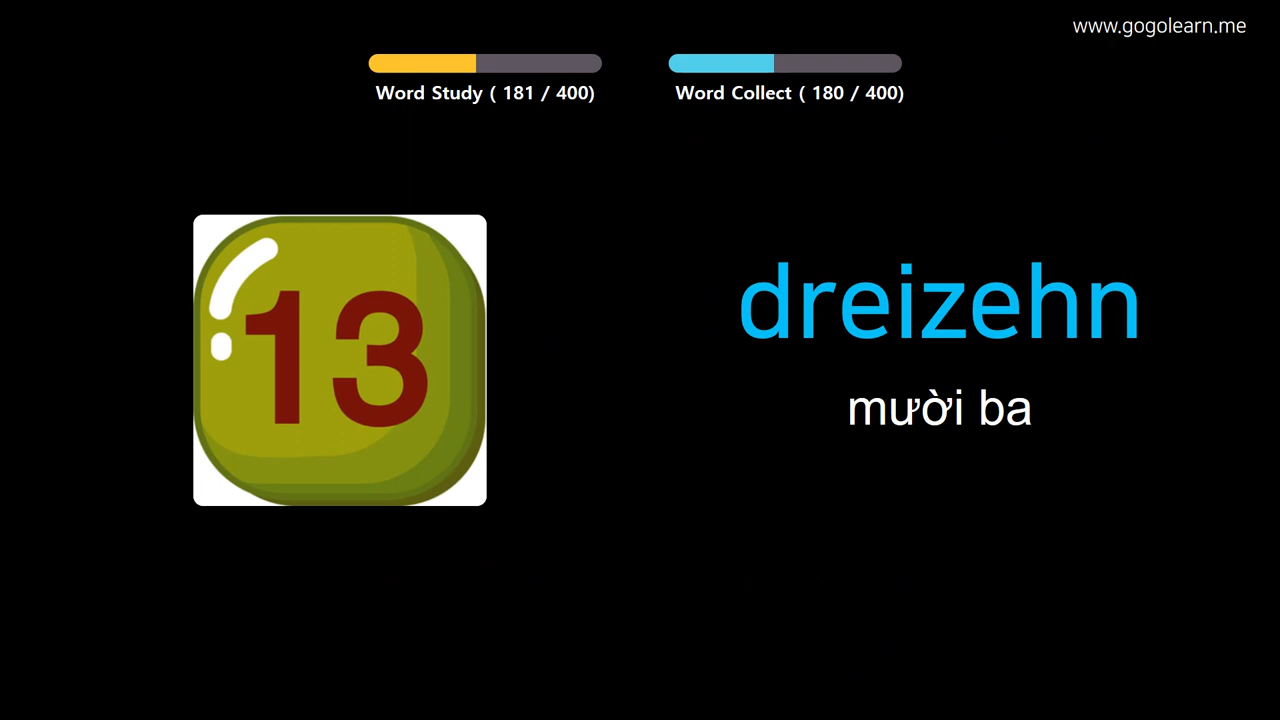 www.gogolearn.me
Word Study ( 181 / 400)
Word Collect ( 180 / 400)
13
dreizehn
mười ba